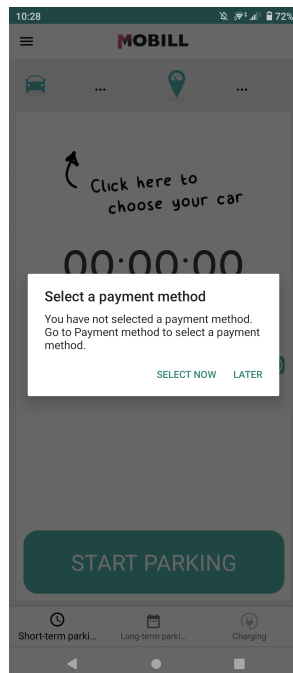 10:28 72%
MOBILL
... ...
Click here to
choose your car
00:00:00
Select a payment method
You have not selected a payment method.
Go to Payment method to select a payment
method.
SELECT NOW LATER
START PARKING
Short-term parki... Long-term parki... Charging